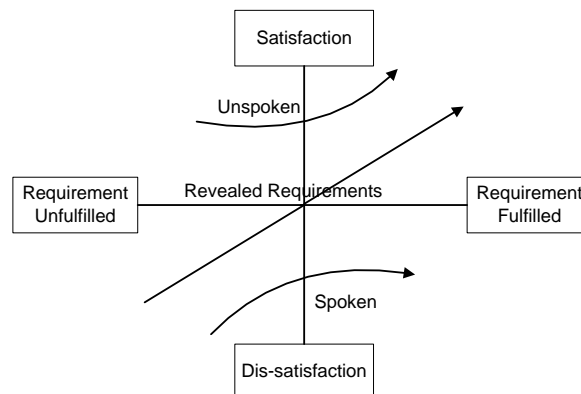 Satisfaction
Unspoken
Requirement
Unfulfilled
Revealed Requirements
Requirement
Fulfilled
Spoken
Dis-satisfaction